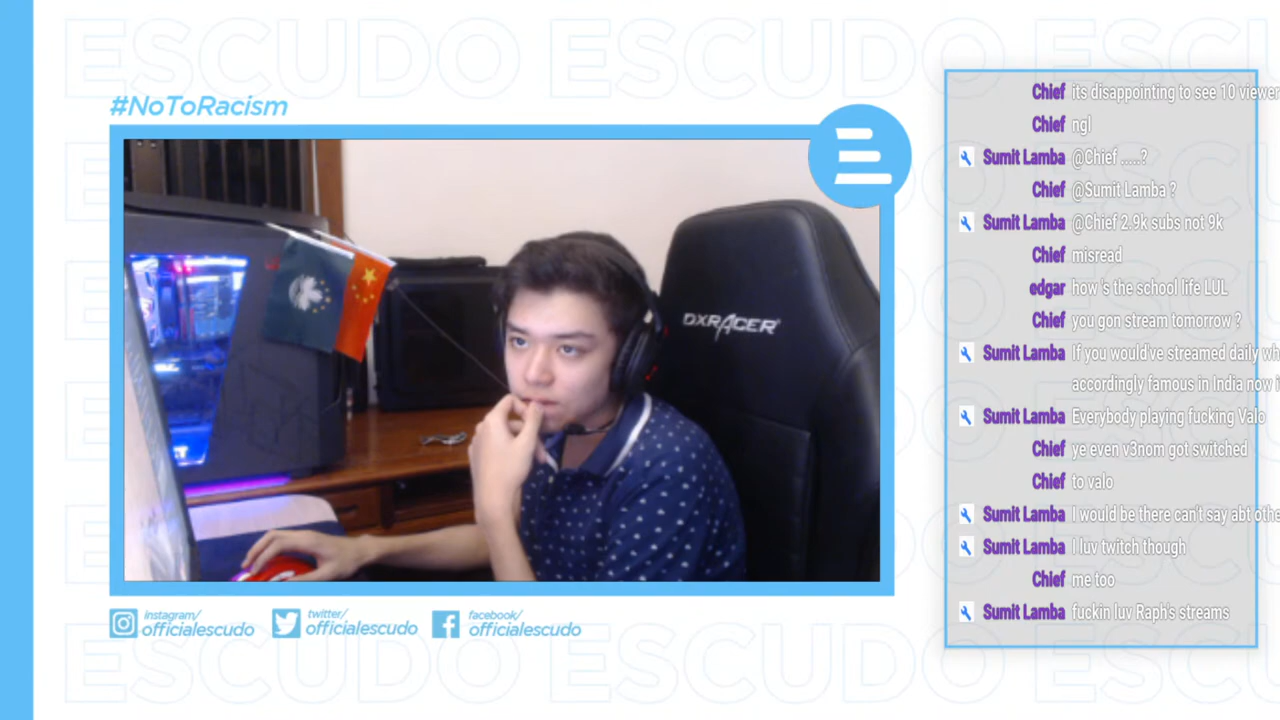 ESCUDO ESCUDO ESCUDO
#NoToRacism
DXRACER
instagram/
officialescudo
twitter/
officialescudo
facebook/
officialescudo
Chief its disappointing to see 10 viewer
Chief ngl
Sumit Lamba @Chief .....?
Chief @Sumit Lamba ?
Sumit Lamba @Chief 2.9k subs not 9k
Chief misread
edgar how 's the school life LUL
Chief you gon stream tomorrow ?
Sumit Lamba If you would've streamed daily wh
accordingly famous in India now i
Sumit Lamba Everybody playing fucking Valo
Chief ye even v3nom got switched
Chief to valo
Sumit Lamba I would be there can't say abt othe
Sumit Lamba I luv twitch though
Chief me too
Sumit Lamba fuckin luv Raph's streams
ESCUDO ESCUDO ESCUDO